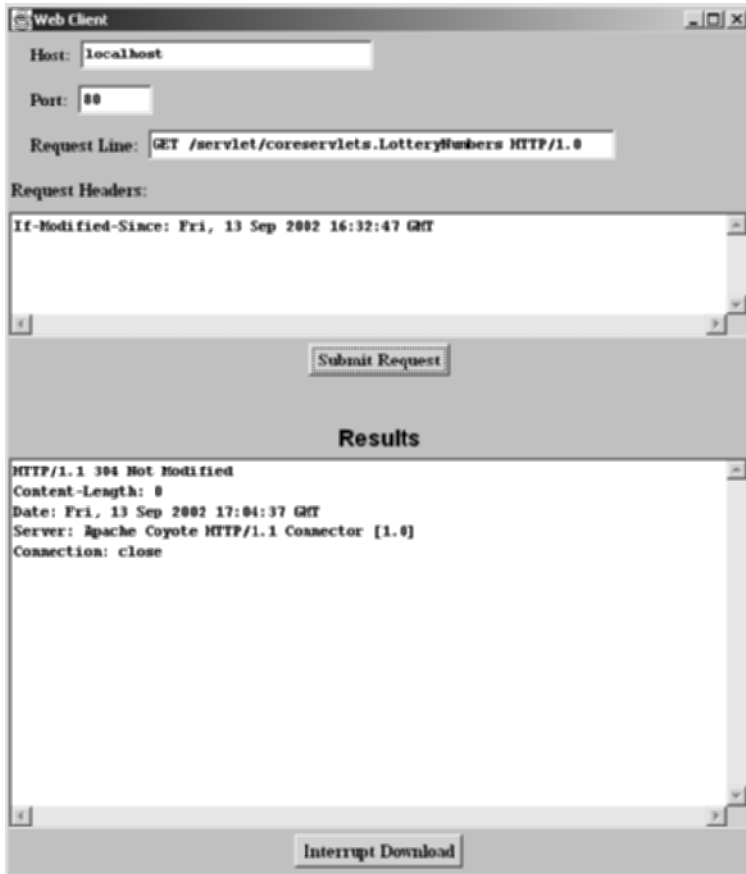 Web Client
Host: localhost
Port: 80
Request Line: GET /servlet/coreservlets.LotteryNumbers HTTP/1.0
Request Headers:
If-Modified-Since: Fri, 13 Sep 2002 16:32:47 GMT
Submit Request
Results
HTTP/1.1 304 Not Modified
Content-Length: 0
Date: Fri, 13 Sep 2002 17:04:37 GMT
Server: Apache Coyote HTTP/1.1 Connector [1.0]
Connection: close
Interrupt Download